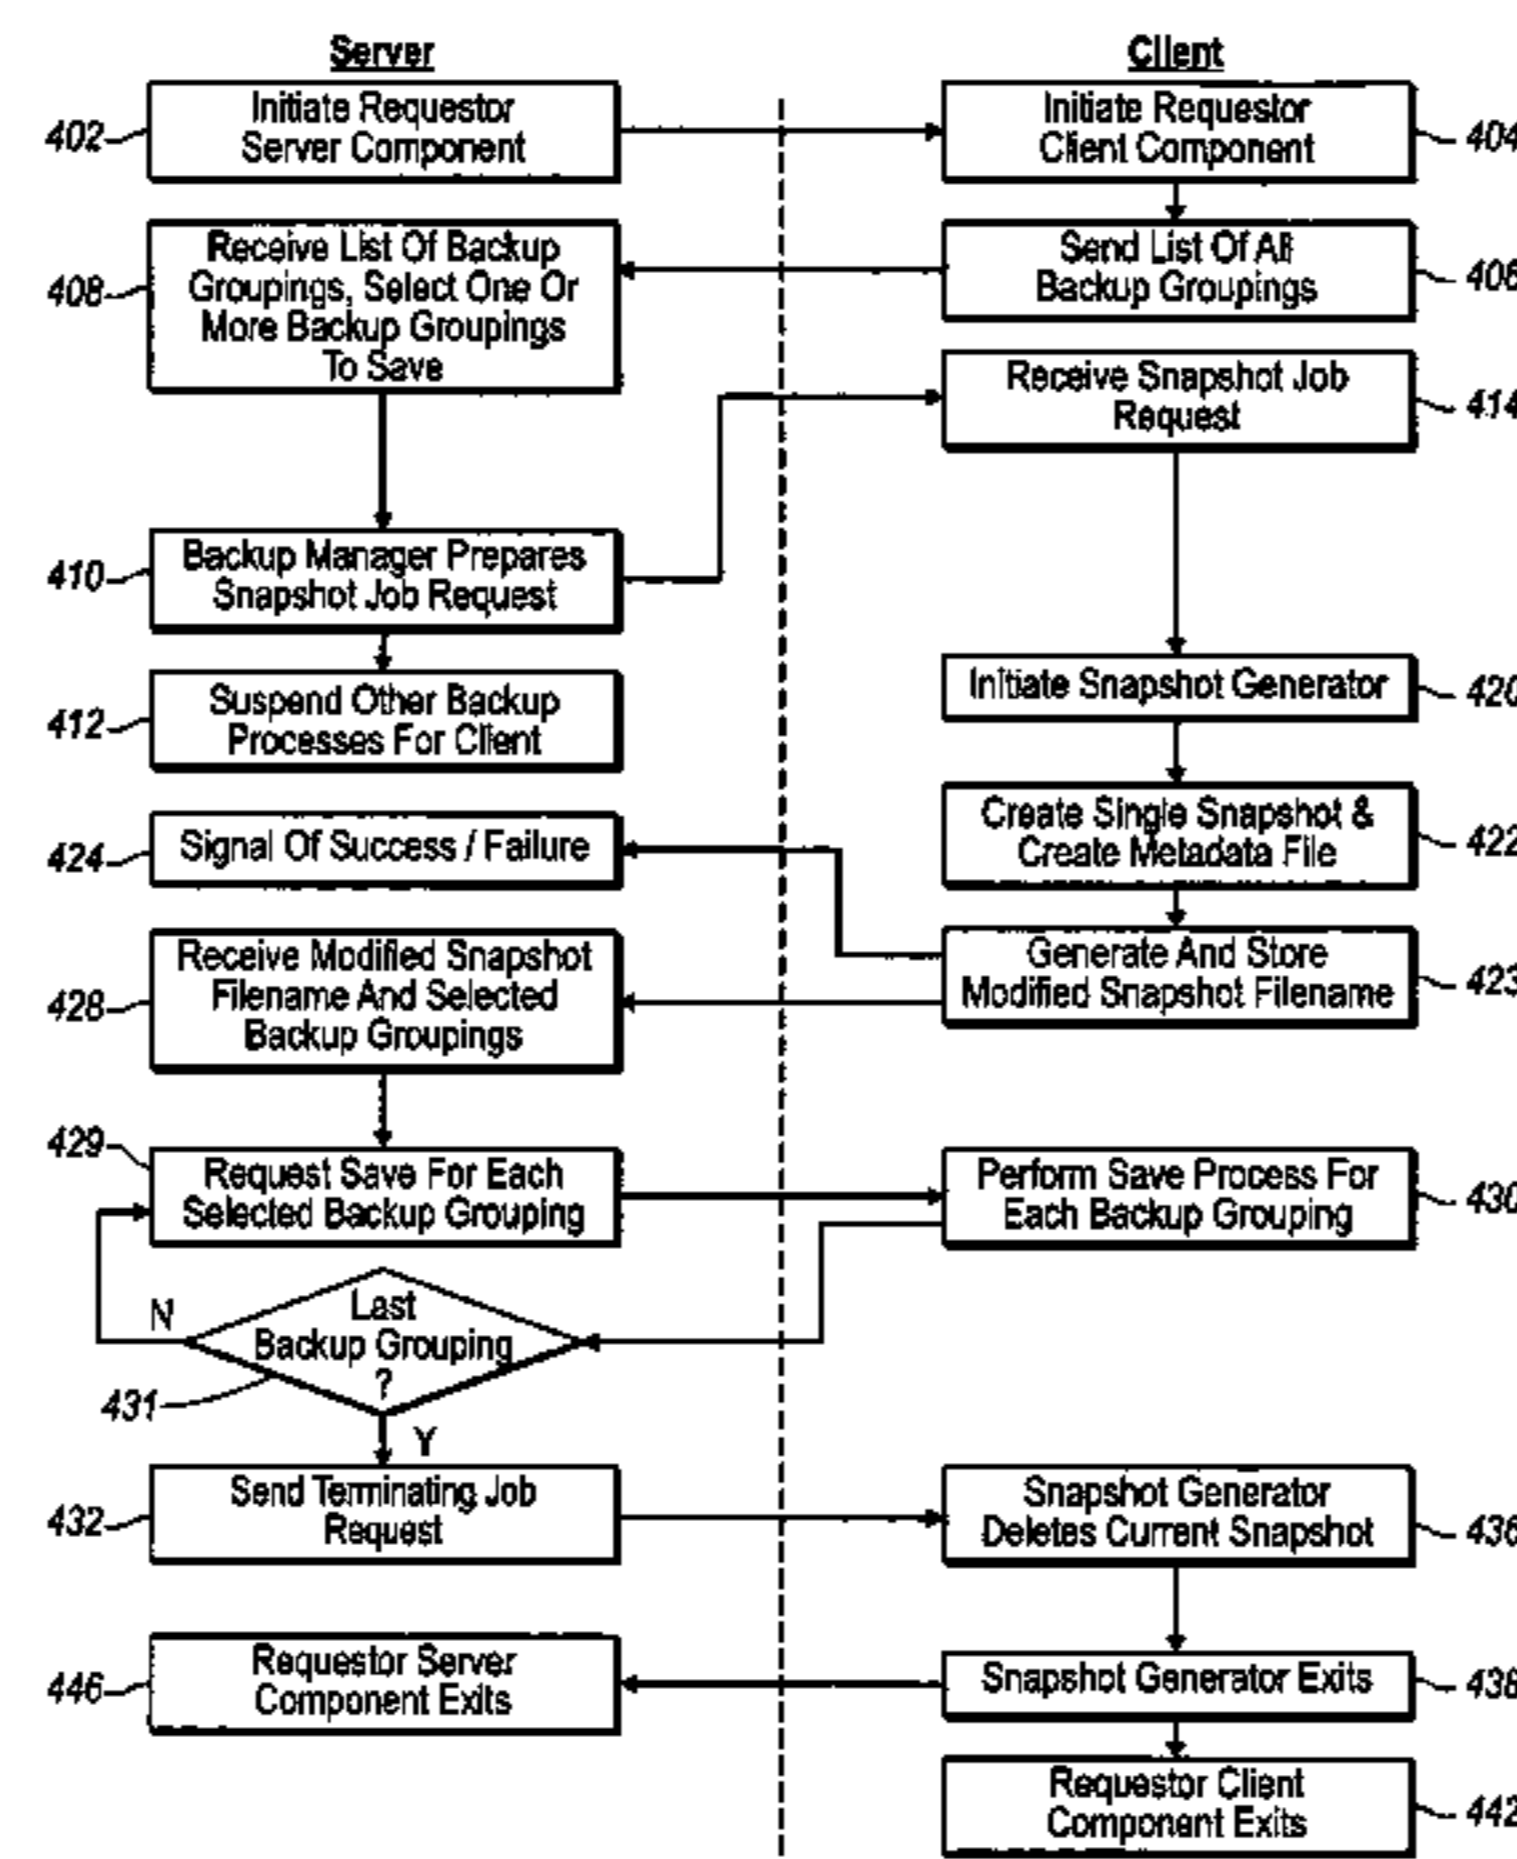 Server
Client
402
Initiate Requestor
Server Component
Initiate Requestor
Client Component
404
408
Receive List Of Backup
Groupings, Select One Or
More Backup Groupings
To Save
Send List Of All
Backup Groupings
406
Receive Snapshot Job
Request
414
410
Backup Manager Prepares
Snapshot Job Request
412
Suspend Other Backup
Processes For Client
Initiate Snapshot Generator
420
424
Signal Of Success / Failure
Create Single Snapshot &
Create Metadata File
422
428
Receive Modified Snapshot
Filename And Selected
Backup Groupings
Generate And Store
Modified Snapshot Filename
423
429
Request Save For Each
Selected Backup Grouping
Perform Save Process For
Each Backup Grouping
430
N
Last
Backup Grouping
?
431
Y
432
Send Terminating Job
Request
Snapshot Generator
Deletes Current Snapshot
436
446
Requestor Server
Component Exits
Snapshot Generator Exits
438
Requestor Client
Component Exits
442